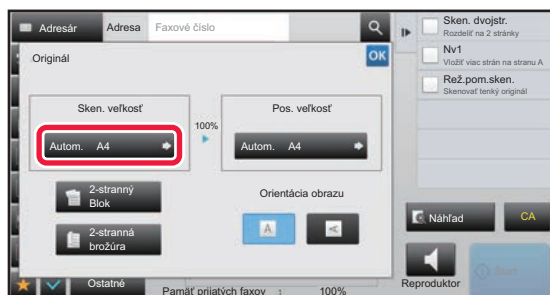 Adresár
Adresa
Faxové číslo
Originál
OK
Sken. veľkosť
100%
Pos. veľkosť
Autom. A4
Autom. A4
2-stranný
Blok
2-stranná
brožúra
Orientácia obrazu
A
A
Ostatné
Pamäť prijatých faxov : 100%
Sken. dvojstr.
Rozdeliť na 2 stránky
Nv1
Vložiť viac strán na stranu A
Rež.pom.sken.
Skenovať tenký originál
Náhľad
CA
Reproduktor
Štart